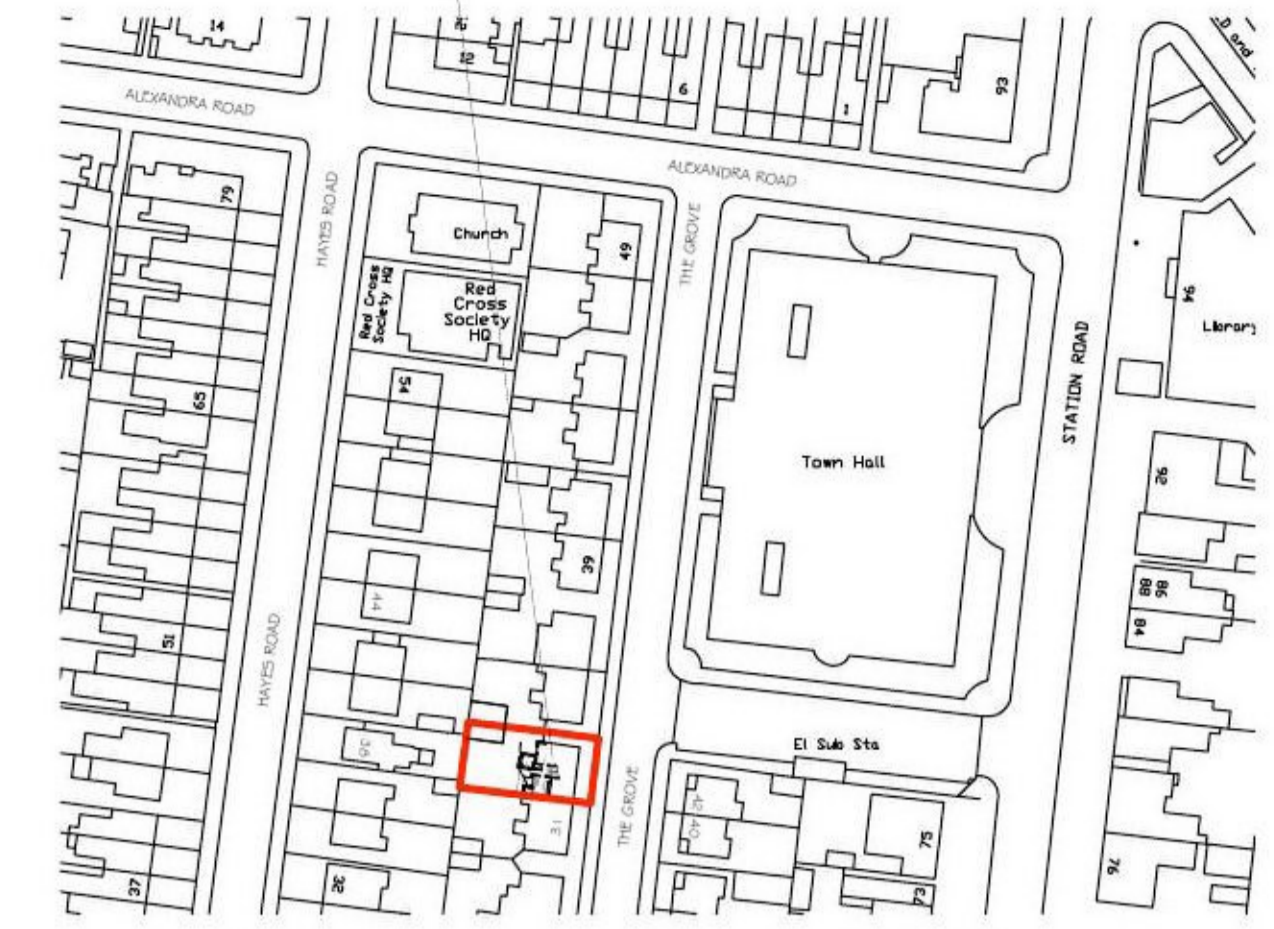 14
12
6
1
93
D and
ALEXANDRA ROAD
ALEXANDRA ROAD
79
HAYES ROAD
THE GROVE
Church
49
Red Cross
Society HQ
Red
Cross
Society
HQ
94
Library
STATION ROAD
54
65
Town Hall
92
39
44
86
88
84
51
HAYES ROAD
El Sub Sta
36
THE GROVE
42
40
31
75
76
73
37
32